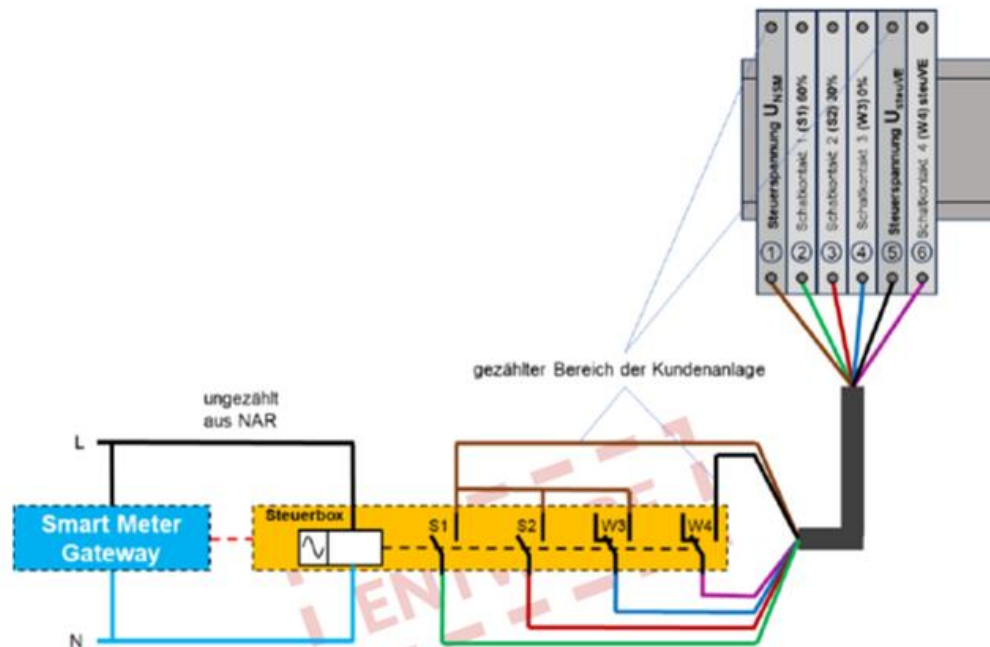 Steuerspannung U_NSM
Schaltkontakt 1 (S1) 60%
Schaltkontakt 2 (S2) 30%
Schaltkontakt 3 (W3) 0%
Steuerspannung U_steuVE
Schaltkontakt 4 (W4) steuVE
1 2 3 4 5 6
gezählter Bereich der Kundenanlage
ungezählt
aus NAR
L
Steuerbox
S1 S2 W3 W4
Smart Meter
Gateway
N